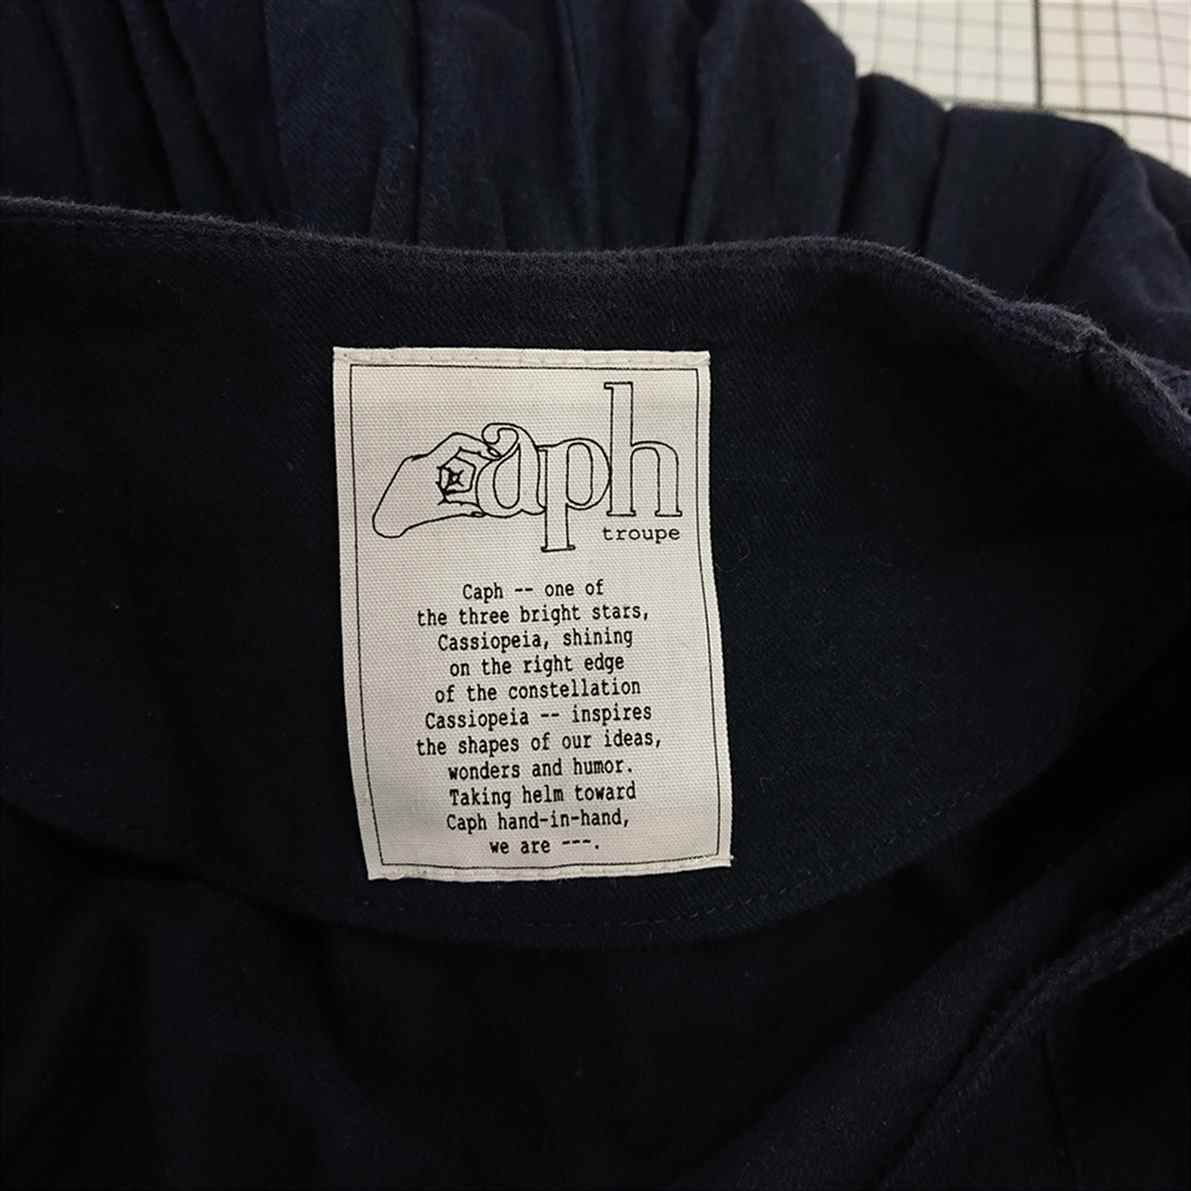 Caph
troupe
Caph -- one of
the three bright stars,
Cassiopeia, shining
on the right edge
of the constellation
Cassiopeia -- inspires
the shapes of our ideas,
wonders and humor.
Taking helm toward
Caph hand-in-hand,
we are ---.